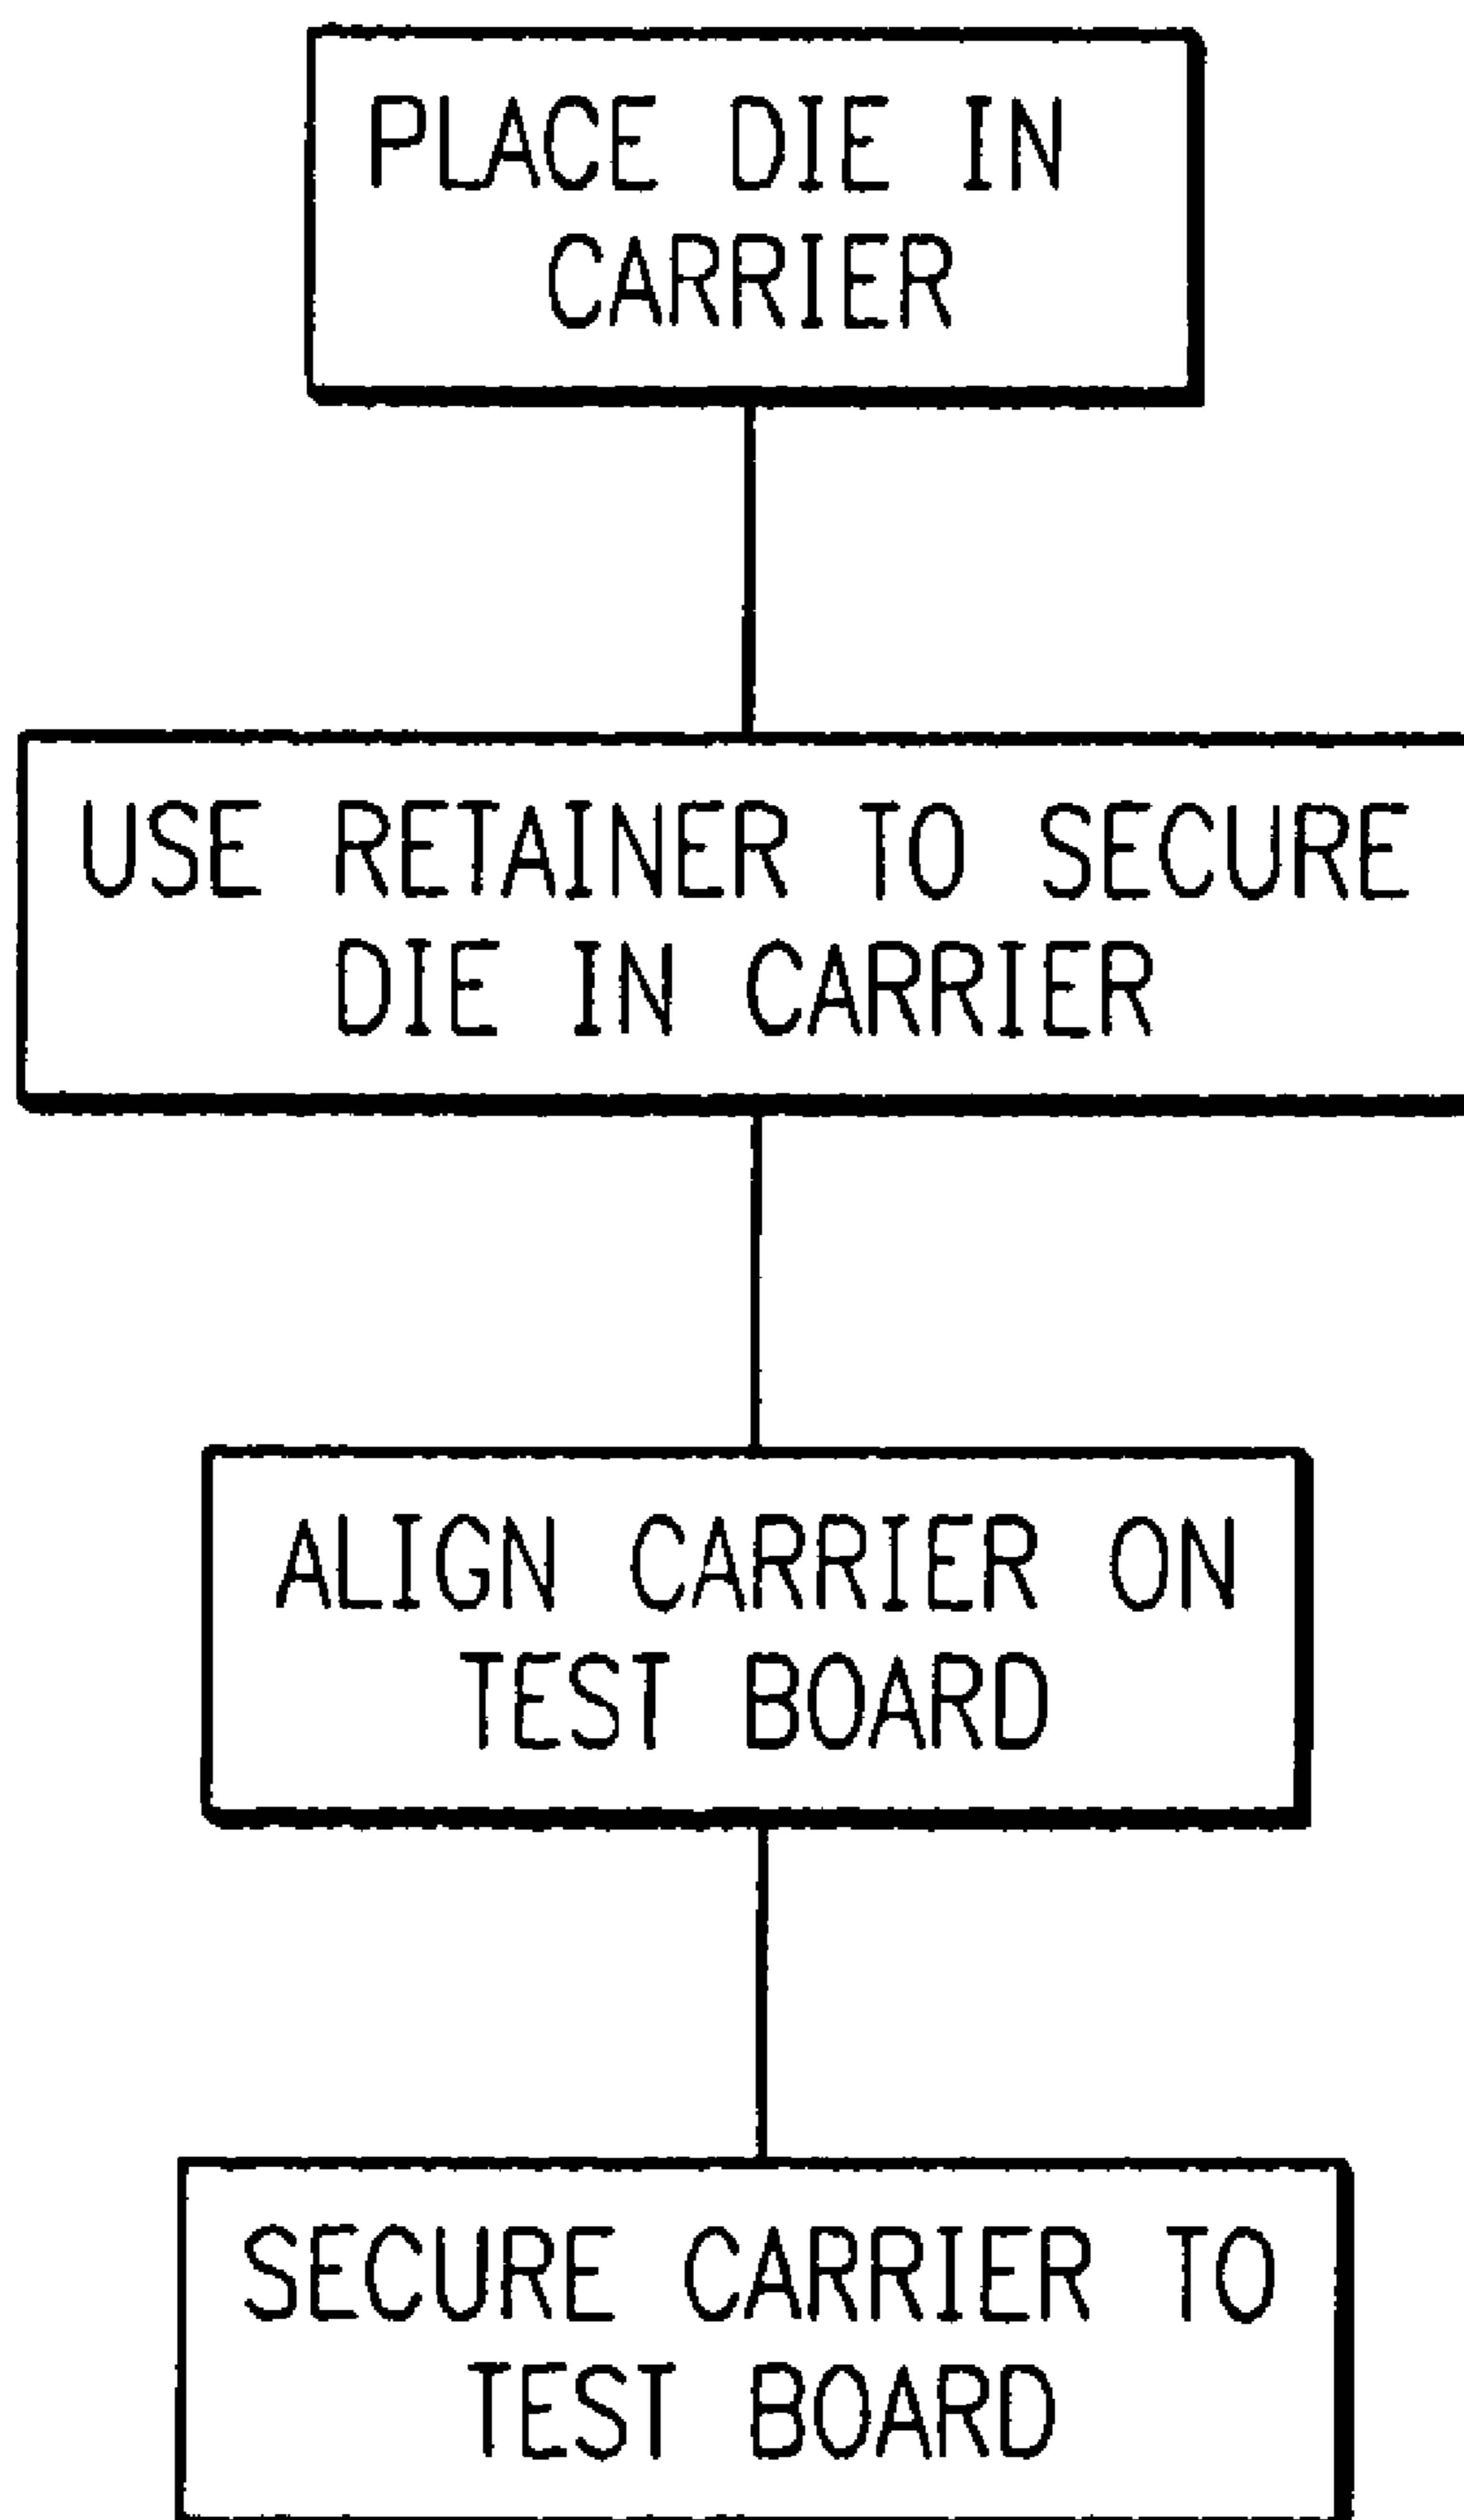 PLACE DIE IN
CARRIER
USE RETAINER TO SECURE
DIE IN CARRIER
ALIGN CARRIER ON
TEST BOARD
SECURE CARRIER TO
TEST BOARD